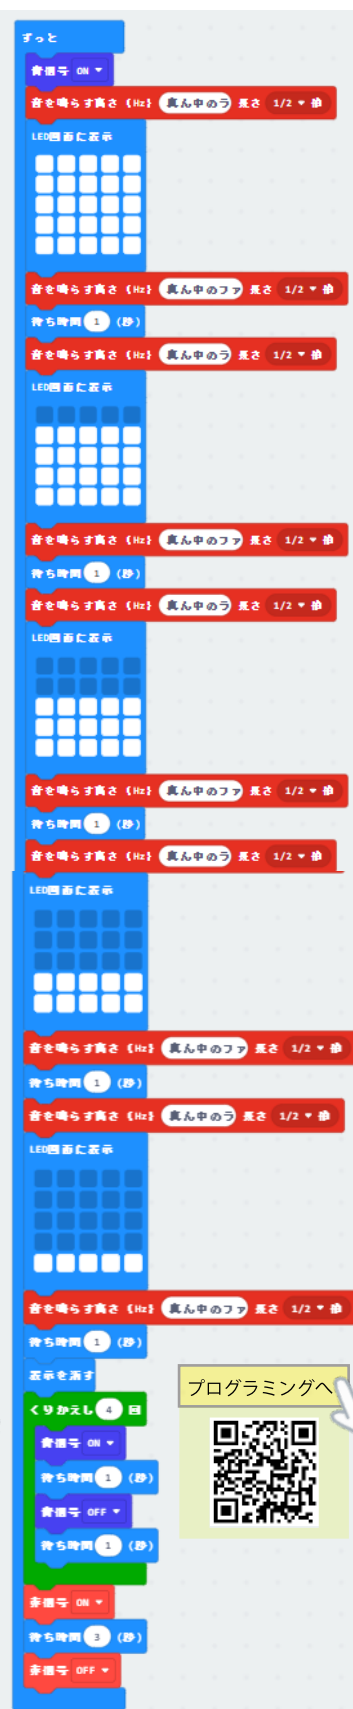 ずっと
青信号 ON
音を鳴らす高さ (Hz) 真ん中のラ 長さ 1/2 拍
LED画面に表示
音を鳴らす高さ (Hz) 真ん中のファ 長さ 1/2 拍
待ち時間 1 (秒)
音を鳴らす高さ (Hz) 真ん中のラ 長さ 1/2 拍
LED画面に表示
音を鳴らす高さ (Hz) 真ん中のファ 長さ 1/2 拍
待ち時間 1 (秒)
音を鳴らす高さ (Hz) 真ん中のラ 長さ 1/2 拍
LED画面に表示
音を鳴らす高さ (Hz) 真ん中のファ 長さ 1/2 拍
待ち時間 1 (秒)
音を鳴らす高さ (Hz) 真ん中のラ 長さ 1/2 拍
LED画面に表示
音を鳴らす高さ (Hz) 真ん中のファ 長さ 1/2 拍
待ち時間 1 (秒)
音を鳴らす高さ (Hz) 真ん中のラ 長さ 1/2 拍
LED画面に表示
音を鳴らす高さ (Hz) 真ん中のファ 長さ 1/2 拍
待ち時間 1 (秒)
表示を消す
プログラミングへ
くりかえし 4 回
青信号 ON
待ち時間 1 (秒)
青信号 OFF
待ち時間 1 (秒)
赤信号 ON
待ち時間 3 (秒)
赤信号 OFF